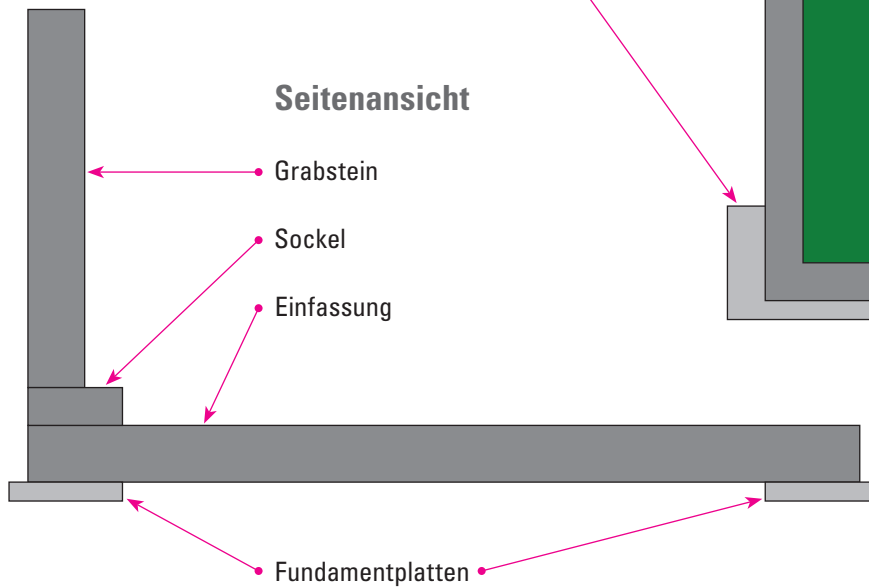 Seitenansicht
Grabstein
Sockel
Einfassung
Fundamentplatten